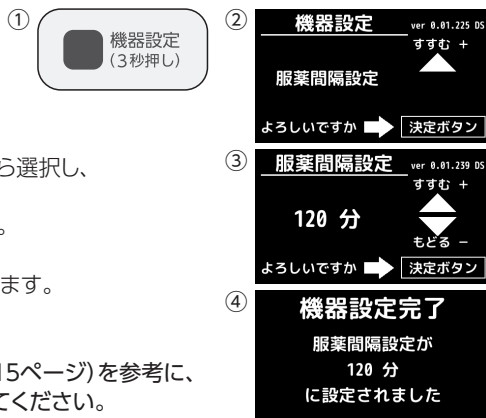 ①
機器設定
(3秒押し)
②
機器設定 ver 0.01.225 DS
すすむ +
服薬間隔設定
よろしいですか 決定ボタン
ら選択し、
③
服薬間隔設定 ver 0.01.239 DS
すすむ +
120 分
。
もどる −
よろしいですか 決定ボタン
ます。
④
機器設定完了
服薬間隔設定が
120 分
に設定されました
15ページ)を参考に、
てください。